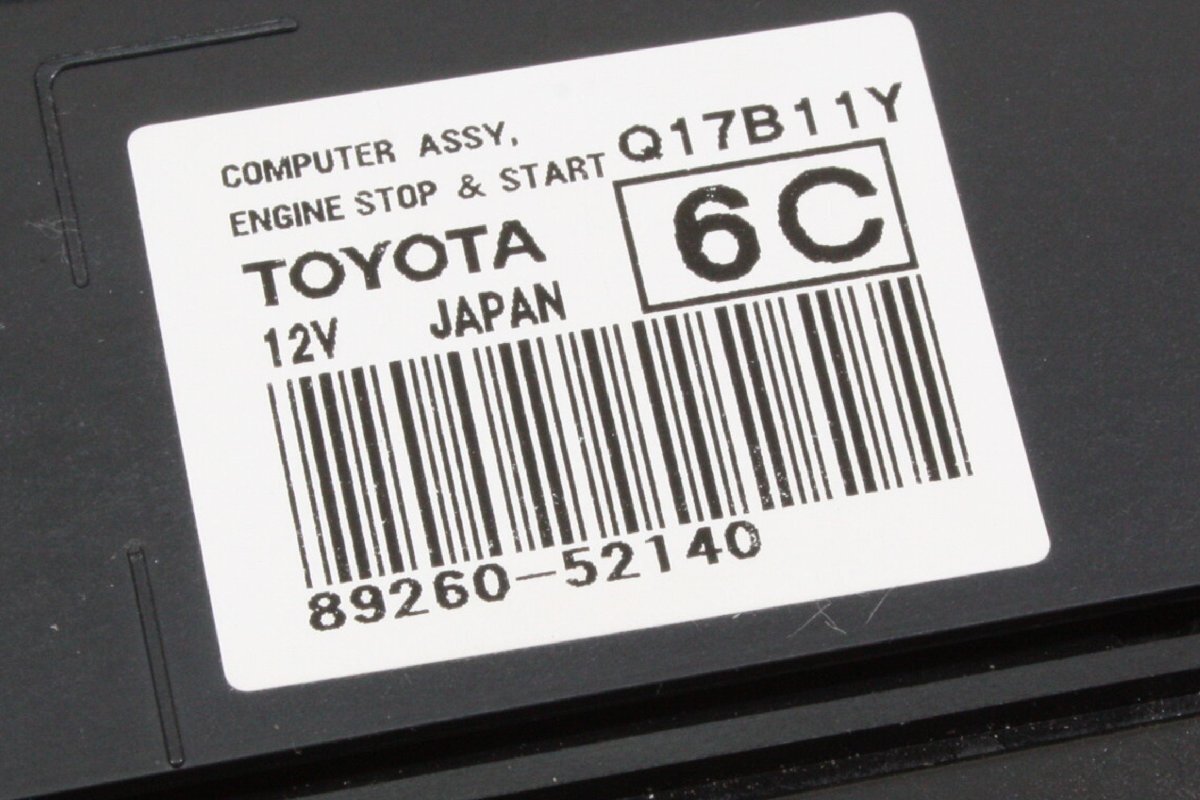 COMPUTER ASSY,
ENGINE STOP & START
Q17B11Y
6C
TOYOTA
12V JAPAN
89260-52140